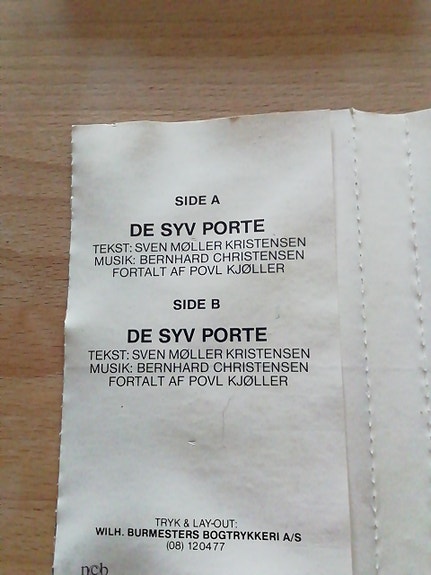 SIDE A
DE SYV PORTE
TEKST: SVEN MØLLER KRISTENSEN
MUSIK: BERNHARD CHRISTENSEN
FORTALT AF POVL KJØLLER
SIDE B
DE SYV PORTE
TEKST: SVEN MØLLER KRISTENSEN
MUSIK: BERNHARD CHRISTENSEN
FORTALT AF POVL KJØLLER
TRYK & LAY-OUT:
WILH. BURMESTERS BOGTRYKKERI A/S
(08) 120477
ncb